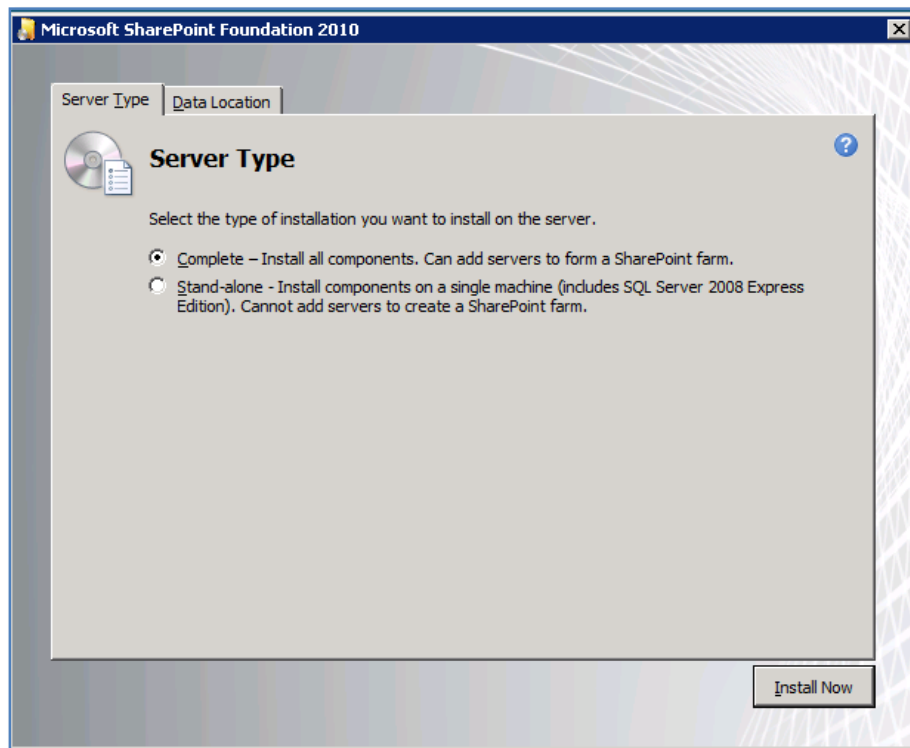 Microsoft SharePoint Foundation 2010
Server Type
Data Location
Server Type
Select the type of installation you want to install on the server.
Complete – Install all components. Can add servers to form a SharePoint farm.
Stand-alone - Install components on a single machine (includes SQL Server 2008 Express
Edition). Cannot add servers to create a SharePoint farm.
Install Now